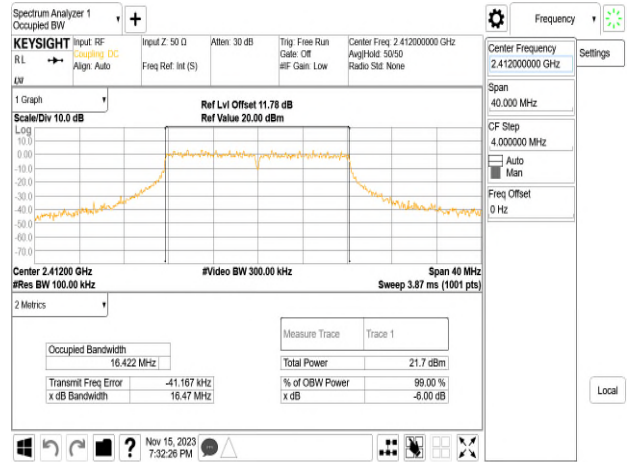 Spectrum Analyzer 1
Occupied BW
+
Frequency
KEYSIGHT
RL
Input: RF
Coupling: DC
Align: Auto
Input Z: 50 Ω
Freq Ref: Int (S)
Atten: 30 dB
Trig: Free Run
Gate: Off
#IF Gain: Low
Center Freq: 2.412000000 GHz
Avg|Hold: 50/50
Radio Std: None
Center Frequency
2.412000000 GHz
Settings
Span
40.000 MHz
CF Step
4.000000 MHz
Auto
Man
Freq Offset
0 Hz
Local
1 Graph
Scale/Div 10.0 dB
Ref Lvl Offset 11.78 dB
Ref Value 20.00 dBm
Log
10.0
0.00
-10.0
-20.0
-30.0
-40.0
-50.0
-60.0
-70.0
Center 2.41200 GHz
#Video BW 300.00 kHz
Span 40 MHz
#Res BW 100.00 kHz
Sweep 3.87 ms (1001 pts)
2 Metrics
Measure Trace
Trace 1
Occupied Bandwidth
16.422 MHz
Total Power
21.7 dBm
Transmit Freq Error
-41.167 kHz
% of OBW Power
99.00 %
x dB Bandwidth
16.47 MHz
x dB
-6.00 dB
?
Nov 15, 2023
7:32:26 PM